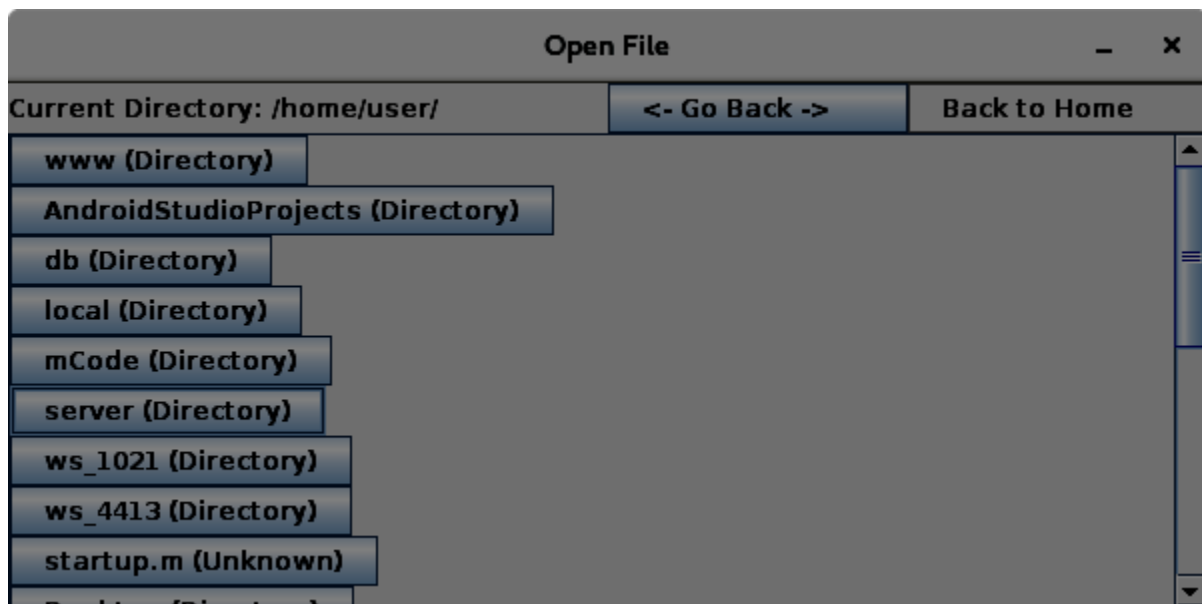 Open File
Current Directory: /home/user/ <- Go Back -> Back to Home
www (Directory)
AndroidStudioProjects (Directory)
db (Directory)
local (Directory)
mCode (Directory)
server (Directory)
ws_1021 (Directory)
ws_4413 (Directory)
startup.m (Unknown)